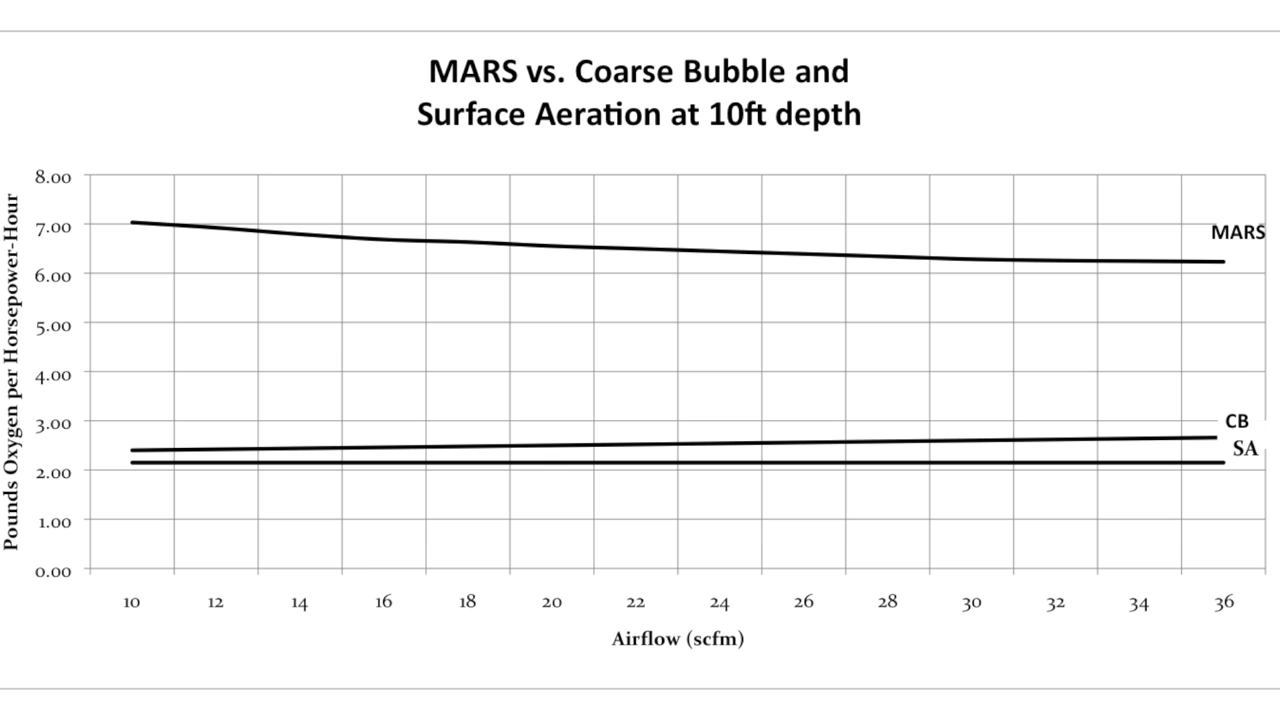 MARS vs. Coarse Bubble and
Surface Aeration at 10ft depth
Pounds Oxygen per Horsepower-Hour
8.00
7.00
6.00
5.00
4.00
3.00
2.00
1.00
0.00
MARS
CB
SA
10 12 14 16 18 20 22 24 26 28 30 32 34 36
Airflow (scfm)